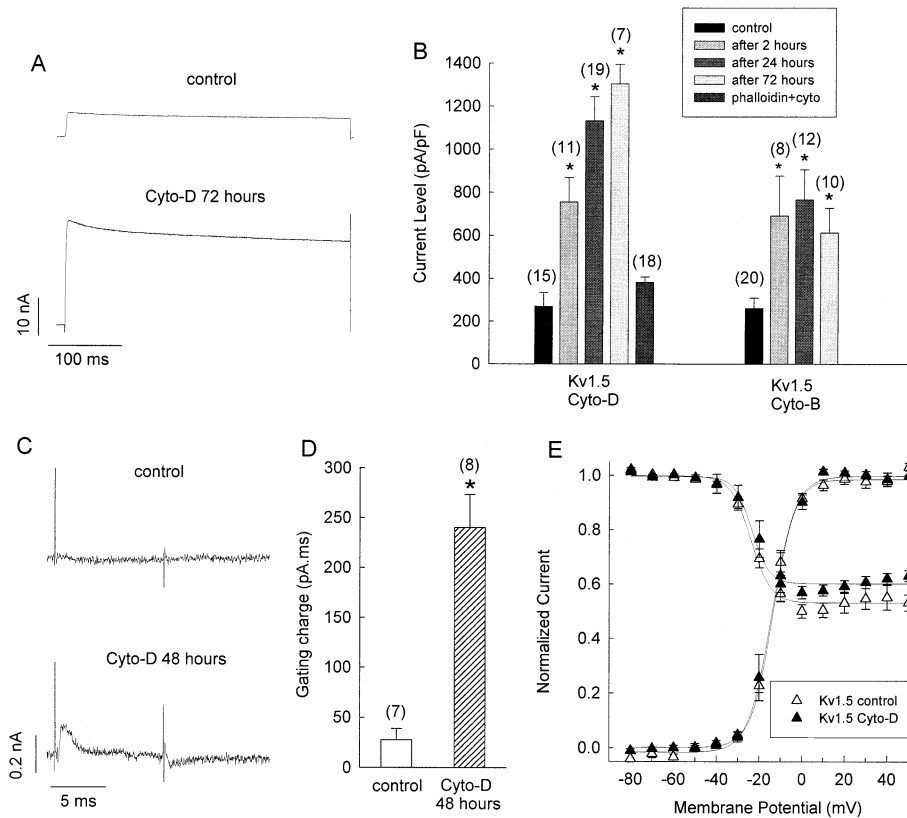 A
control
Cyto-D 72 hours
10 nA
100 ms
B
control
after 2 hours
after 24 hours
after 72 hours
phalloidin+cyto
Current Level (pA/pF)
1400
1200
1000
800
600
400
200
0
(15)
(11)
*
(19)
*
(7)
*
(18)
(20)
(8)
*
(12)
*
(10)
*
Kv1.5
Cyto-D
Kv1.5
Cyto-B
C
control
Cyto-D 48 hours
0.2 nA
5 ms
D
Gating charge (pA.ms)
300
250
200
150
100
50
0
(7)
(8)
*
control
Cyto-D
48 hours
E
Normalized Current
1.0
0.8
0.6
0.4
0.2
0.0
Kv1.5 control
Kv1.5 Cyto-D
-80 -60 -40 -20 0 20 40
Membrane Potential (mV)